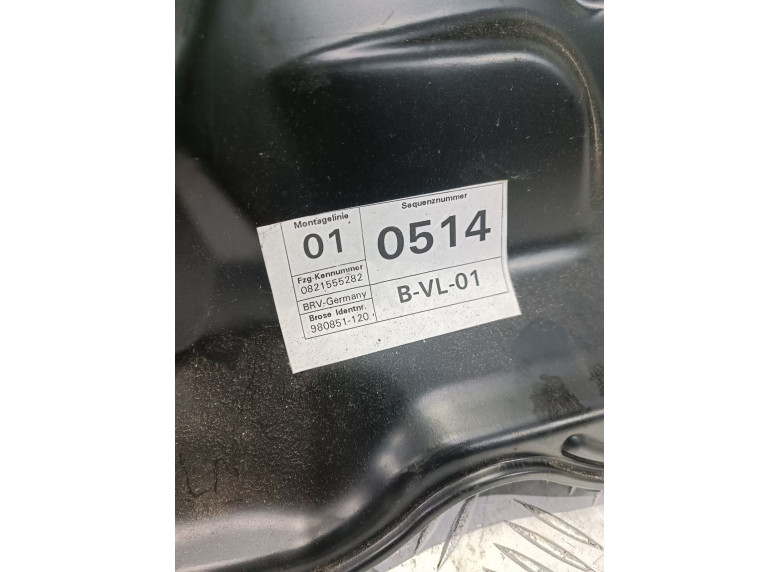 Montagelinie
01
Fzg-Kennummer
0821555282
BRV-Germany
Brose Identnr.
980851-120
Sequenznummer
0514
B-VL-01